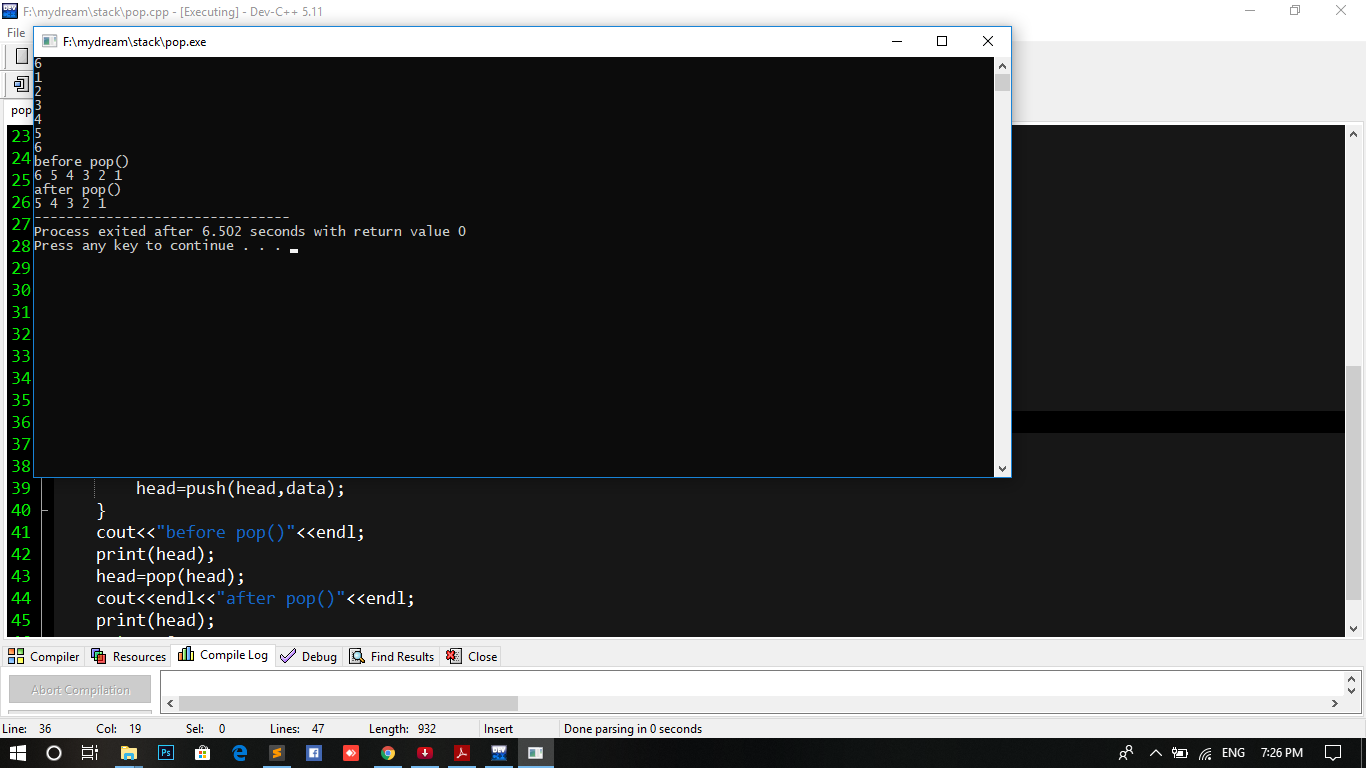 F:\mydream\stack\pop.cpp - [Executing] - Dev-C++ 5.11
File
F:\mydream\stack\pop.exe
pop
6
1
2
3
4
5
6
before pop()
6 5 4 3 2 1
after pop()
5 4 3 2 1
--------------------------------
Process exited after 6.502 seconds with return value 0
Press any key to continue . . .
23
24
25
26
27
28
29
30
31
32
33
34
35
36
37
38
39 head=push(head,data);
40 }
41 cout<<"before pop()"<<endl;
42 print(head);
43 head=pop(head);
44 cout<<endl<<"after pop()"<<endl;
45 print(head);
Compiler Resources Compile Log Debug Find Results Close
Abort Compilation
Line: 36 Col: 19 Sel: 0 Lines: 47 Length: 932 Insert Done parsing in 0 seconds
ENG 7:26 PM